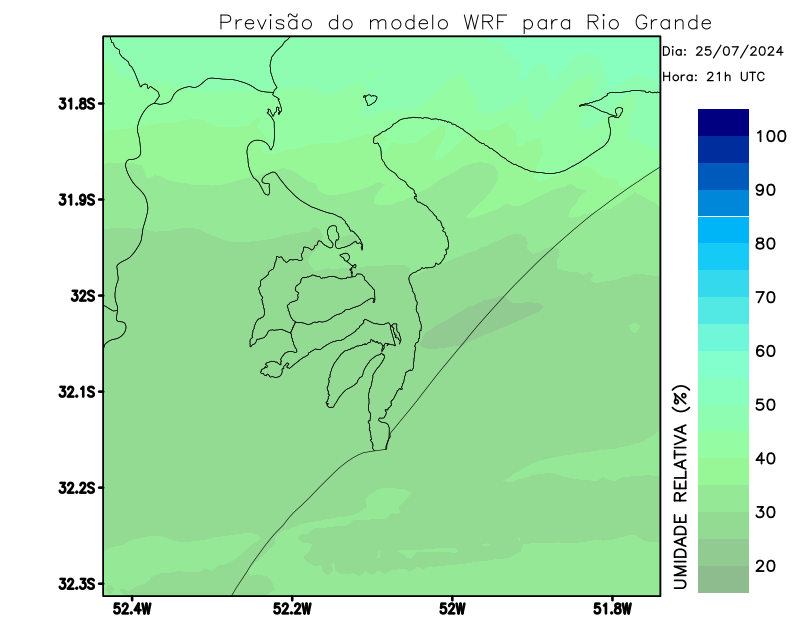 Previsão do modelo WRF para Rio Grande
Dia: 25/07/2024
Hora: 21h UTC
31.8S
31.9S
32S
32.1S
32.2S
32.3S
52.4W
52.2W
52W
51.8W
100
90
80
70
60
50
40
30
20
UMIDADE RELATIVA (%)